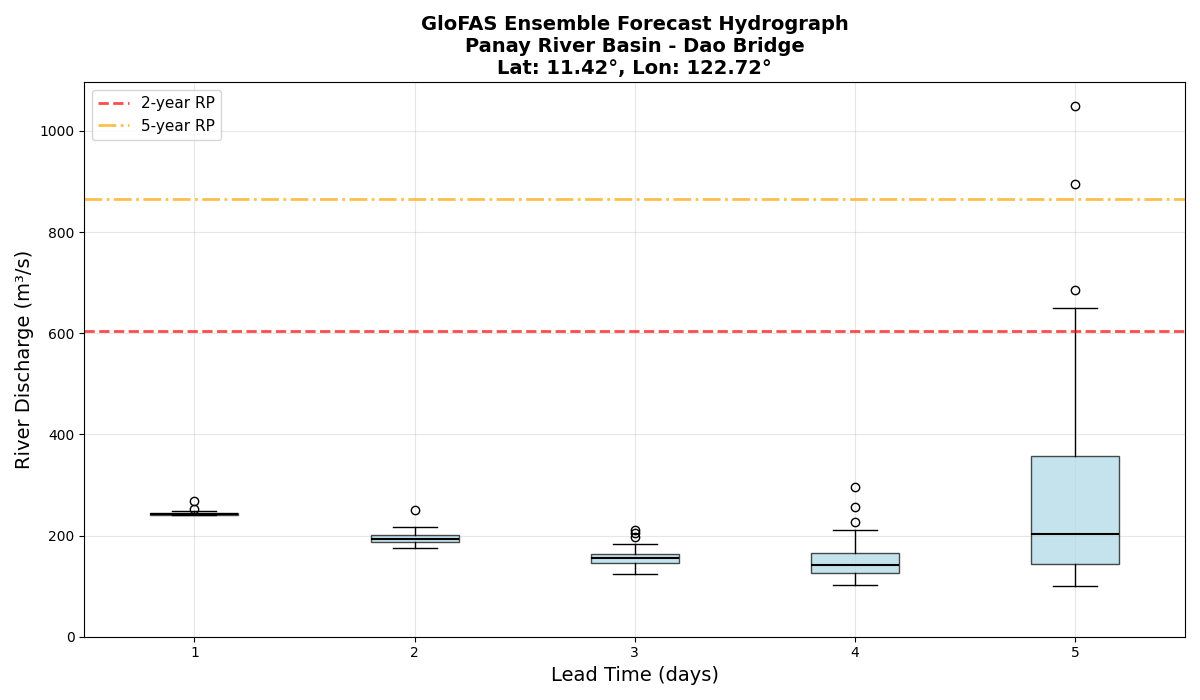 GloFAS Ensemble Forecast Hydrograph
Panay River Basin - Dao Bridge
Lat: 11.42°, Lon: 122.72°
2-year RP
5-year RP
River Discharge (m³/s)
1000
800
600
400
200
0
1 2 3 4 5
Lead Time (days)